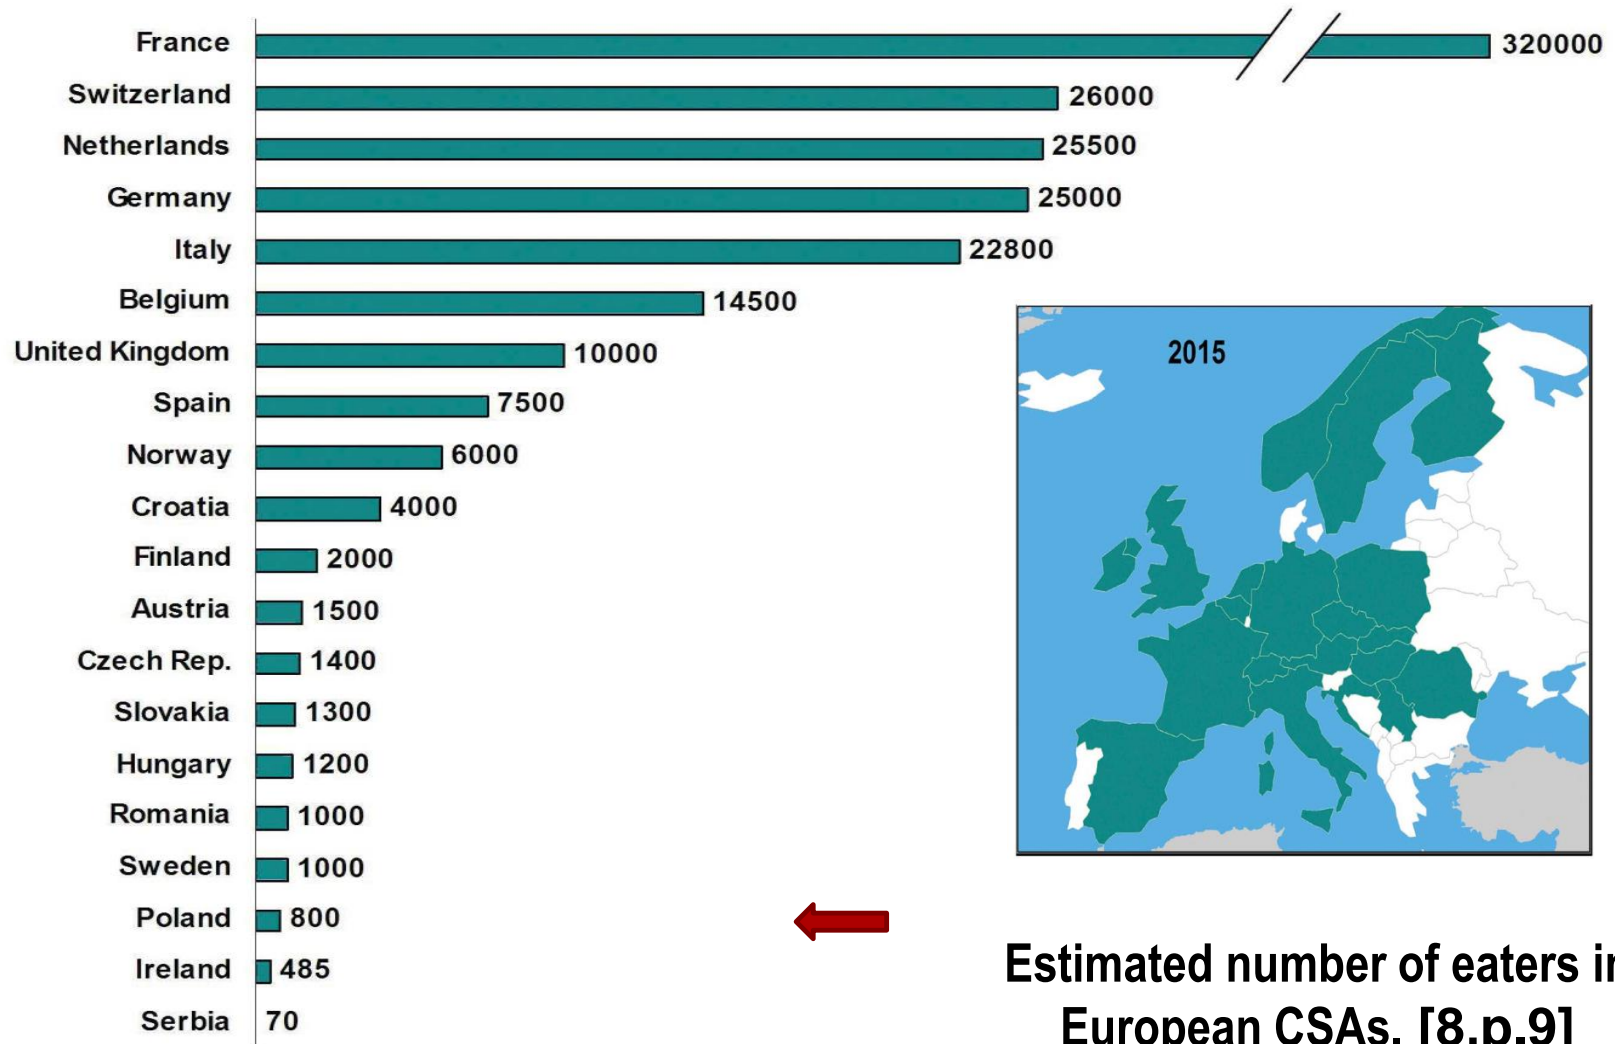 France 320000
Switzerland 26000
Netherlands 25500
Germany 25000
Italy 22800
Belgium 14500
United Kingdom 10000
Spain 7500
Norway 6000
Croatia 4000
Finland 2000
Austria 1500
Czech Rep. 1400
Slovakia 1300
Hungary 1200
Romania 1000
Sweden 1000
Poland 800
Ireland 485
Serbia 70
2015
Estimated number of eaters in
European CSAs. [8.p.9]